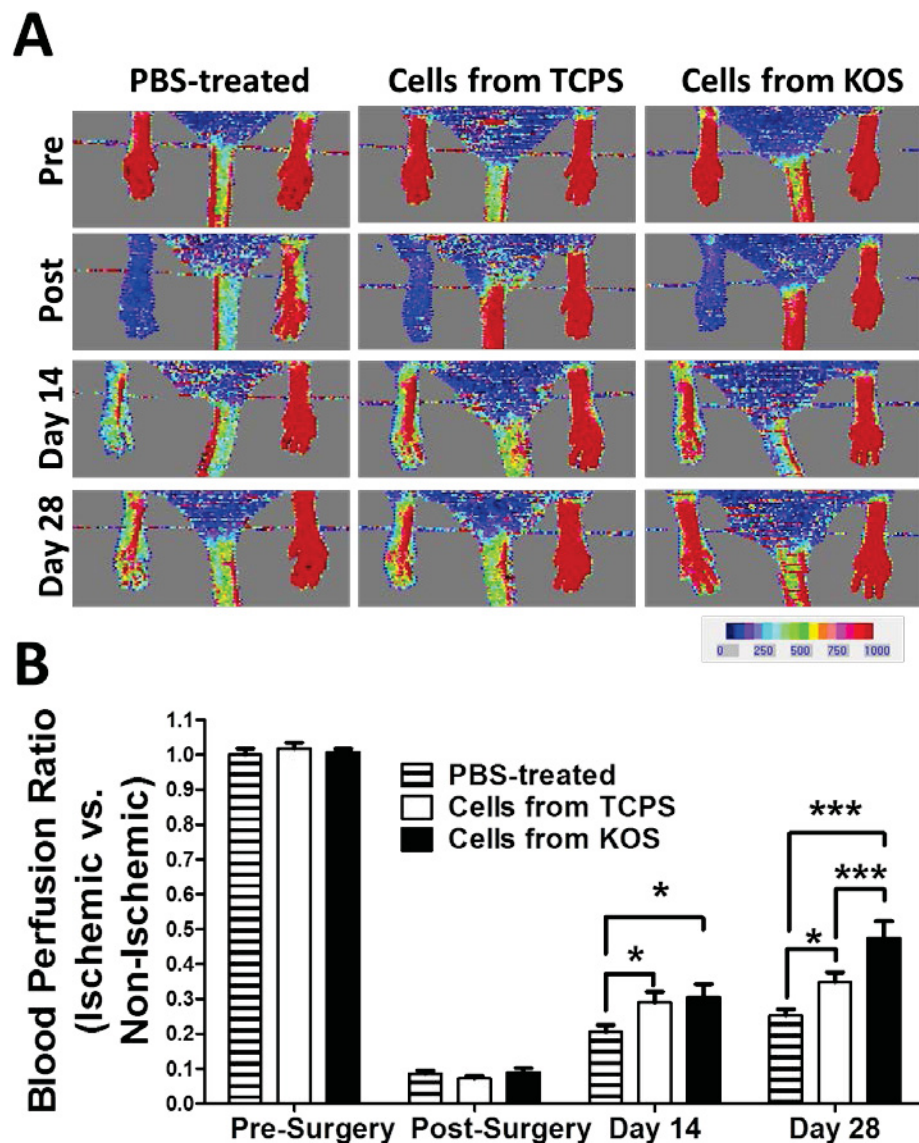 A
PBS-treated
Cells from TCPS
Cells from KOS
Pre
Post
Day 14
Day 28
0 250 500 750 1000
B
Blood Perfusion Ratio
(Ischemic vs.
Non-Ischemic)
1.1
1.0
0.9
0.8
0.7
0.6
0.5
0.4
0.3
0.2
0.1
0.0
PBS-treated
Cells from TCPS
Cells from KOS
*
*
***
***
*
Pre-Surgery Post-Surgery Day 14 Day 28